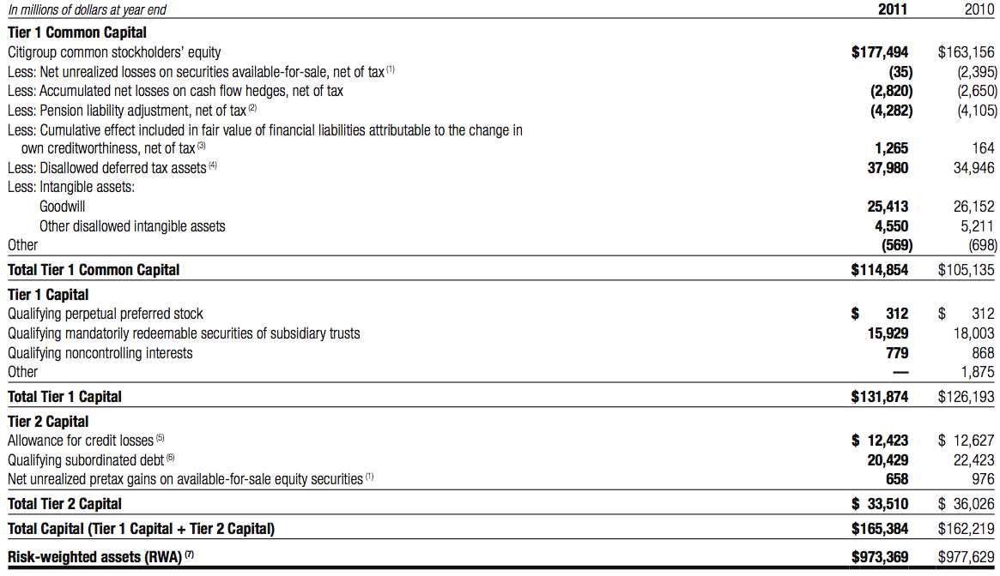 In millions of dollars at year end 2011 2010
Tier 1 Common Capital
Citigroup common stockholders’ equity $177,494 $163,156
Less: Net unrealized losses on securities available-for-sale, net of tax (1) (35) (2,395)
Less: Accumulated net losses on cash flow hedges, net of tax (2,820) (2,650)
Less: Pension liability adjustment, net of tax (2) (4,282) (4,105)
Less: Cumulative effect included in fair value of financial liabilities attributable to the change in
own creditworthiness, net of tax (3) 1,265 164
Less: Disallowed deferred tax assets (4) 37,980 34,946
Less: Intangible assets:
Goodwill 25,413 26,152
Other disallowed intangible assets 4,550 5,211
Other (569) (698)
Total Tier 1 Common Capital $114,854 $105,135
Tier 1 Capital
Qualifying perpetual preferred stock $ 312 $ 312
Qualifying mandatorily redeemable securities of subsidiary trusts 15,929 18,003
Qualifying noncontrolling interests 779 868
Other — 1,875
Total Tier 1 Capital $131,874 $126,193
Tier 2 Capital
Allowance for credit losses (5) $ 12,423 $ 12,627
Qualifying subordinated debt (6) 20,429 22,423
Net unrealized pretax gains on available-for-sale equity securities (1) 658 976
Total Tier 2 Capital $ 33,510 $ 36,026
Total Capital (Tier 1 Capital + Tier 2 Capital) $165,384 $162,219
Risk-weighted assets (RWA) (7) $973,369 $977,629